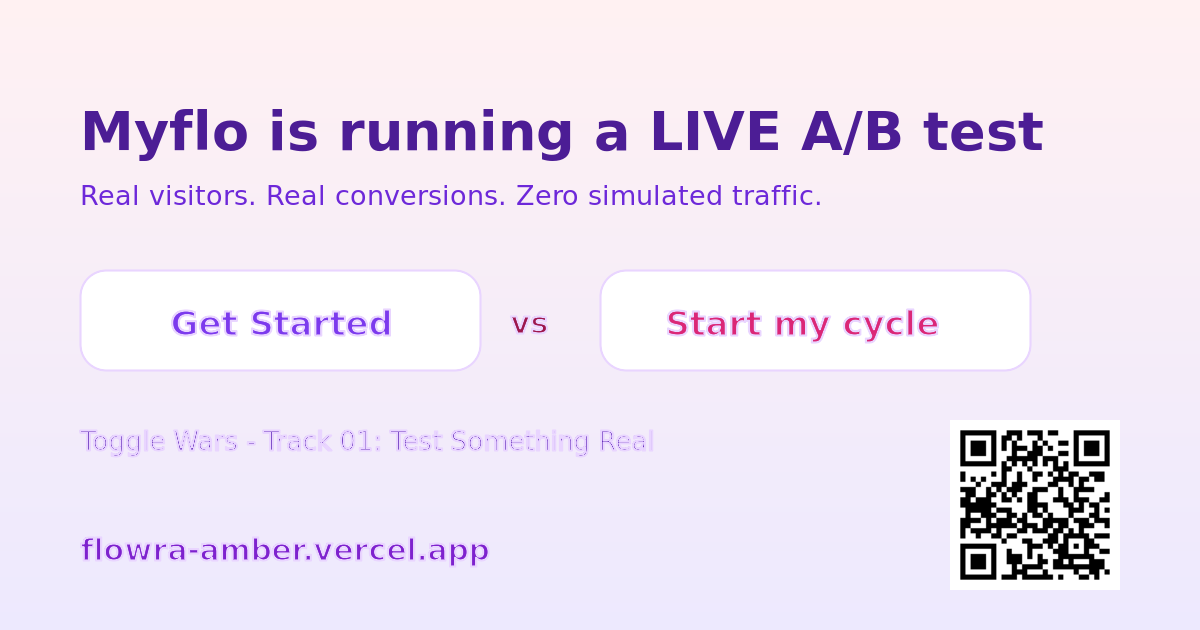 Myflo is running a LIVE A/B test
Real visitors. Real conversions. Zero simulated traffic.
Get Started vs Start my cycle
Toggle Wars - Track 01: Test Something Real
flowra-amber.vercel.app